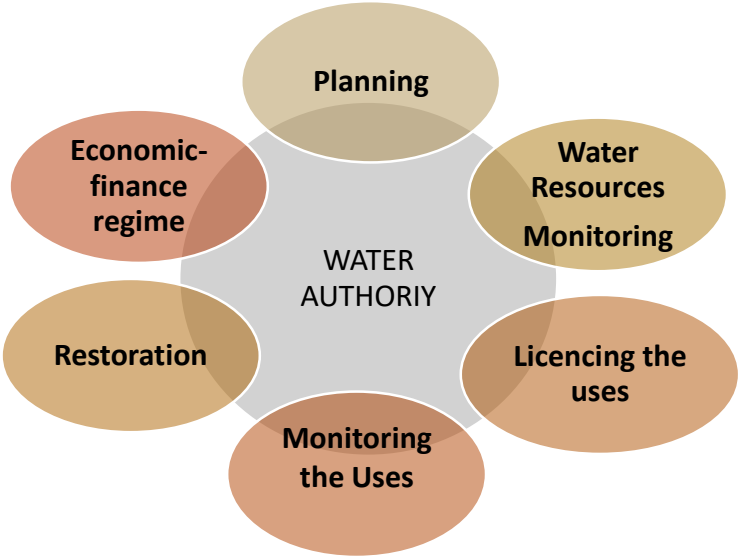 Planning
Economic-
finance
regime
Water
Resources
Monitoring
WATER
AUTHORIY
Restoration
Licencing the
uses
Monitoring
the Uses